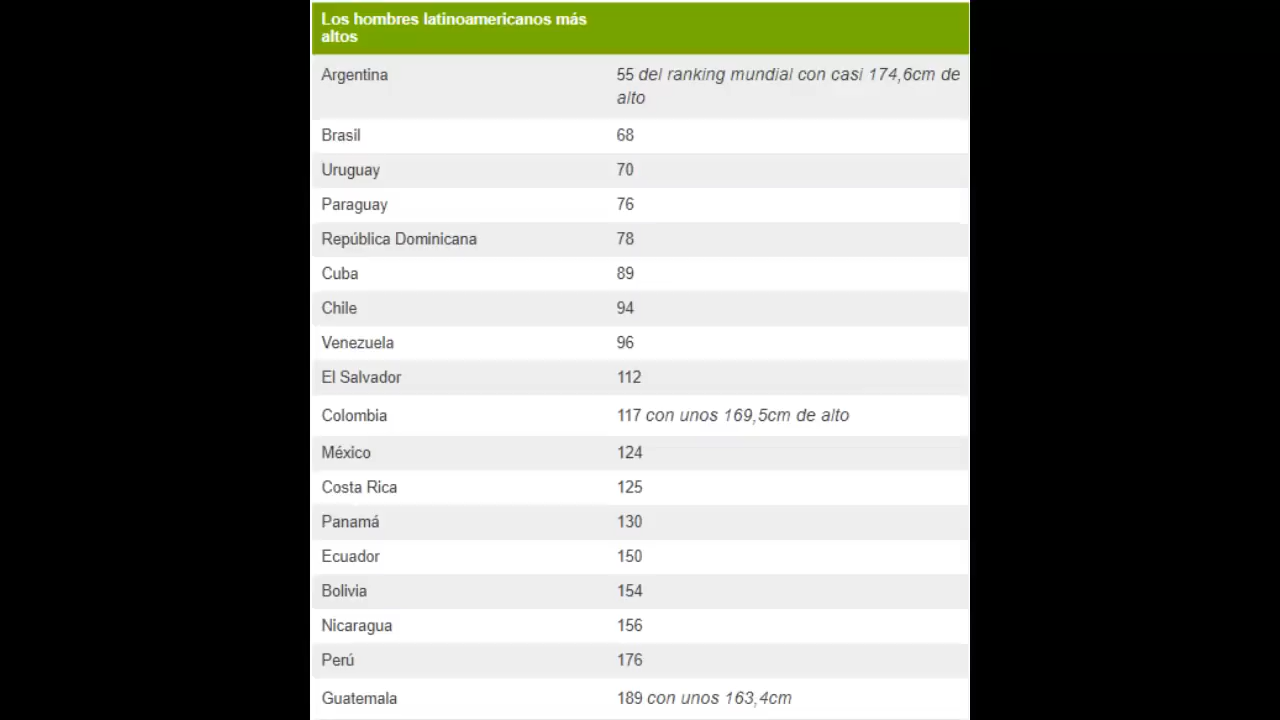 Los hombres latinoamericanos más
altos
Argentina 55 del ranking mundial con casi 174,6cm de
alto
Brasil 68
Uruguay 70
Paraguay 76
República Dominicana 78
Cuba 89
Chile 94
Venezuela 96
El Salvador 112
Colombia 117 con unos 169,5cm de alto
México 124
Costa Rica 125
Panamá 130
Ecuador 150
Bolivia 154
Nicaragua 156
Perú 176
Guatemala 189 con unos 163,4cm